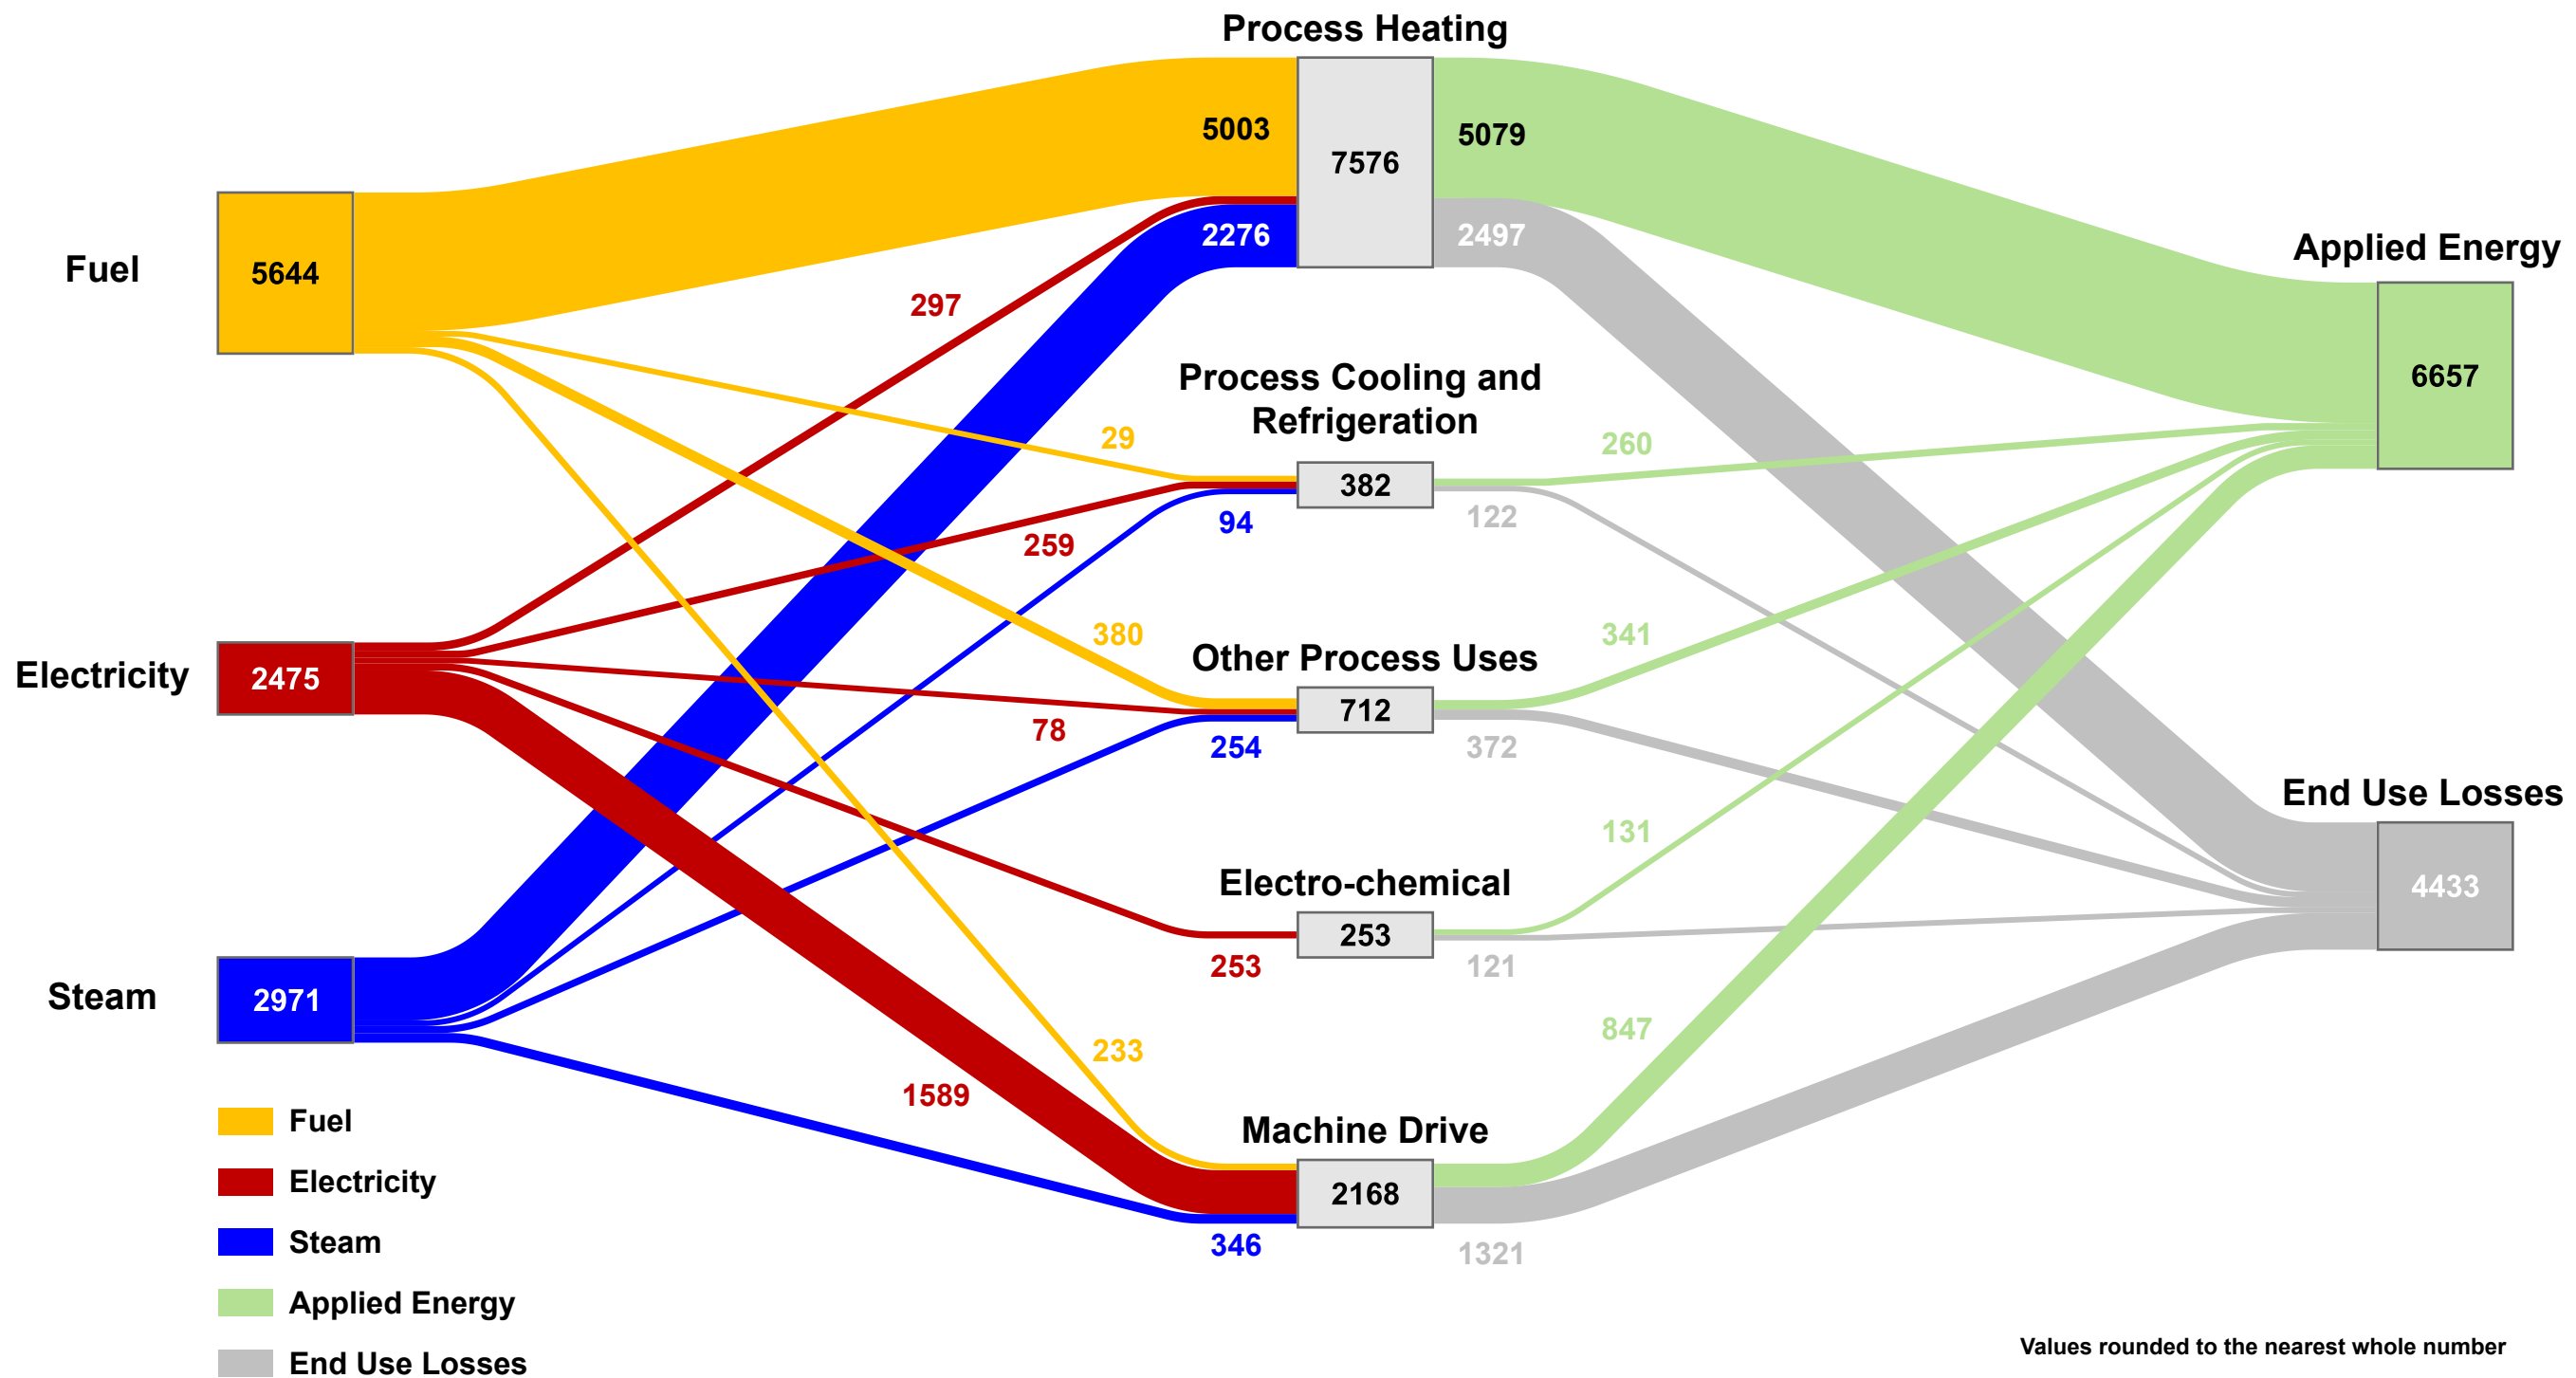 Process Heating
5003
7576
5079
2276
2497
Fuel
5644
297
Applied Energy
6657
Process Cooling and
Refrigeration
29
382
260
259
94
122
Electricity
2475
380
Other Process Uses
341
78
712
254
372
End Use Losses
4433
131
Electro-chemical
253
253
121
Steam
2971
233
1589
847
Machine Drive
2168
346
1321
Fuel
Electricity
Steam
Applied Energy
End Use Losses
Values rounded to the nearest whole number